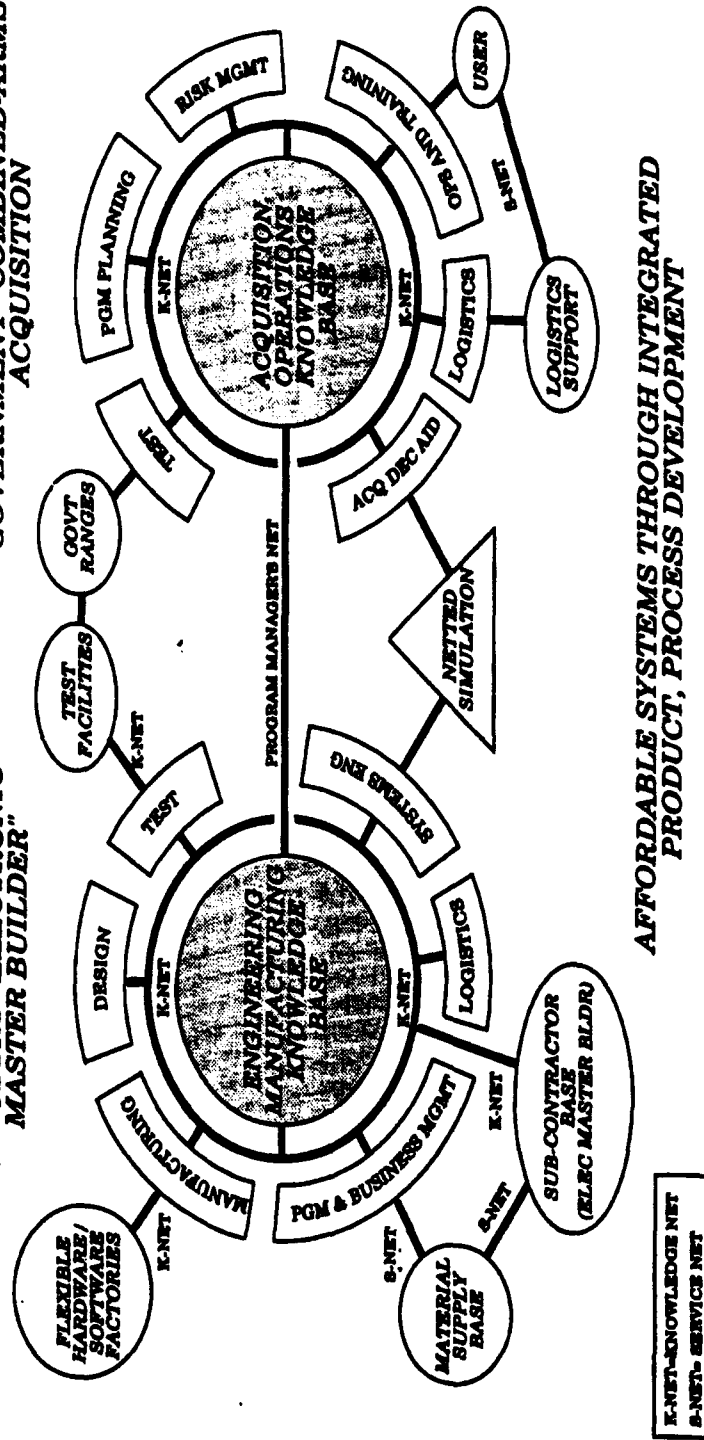 MASTER BUILDER"
ACQUISITION
FLEXIBLE
HARDWARE/
SOFTWARE
FACTORIES
K-NET
MANUFACTURING
DESIGN
TEST
K-NET
TEST
FACILITIES
GOVT
RANGES
TEST
PGM PLANNING
RISK MGMT
K-NET
ENGINEERING
MANUFACTURING
KNOWLEDGE
BASE
K-NET
PROGRAM MANAGER'S NET
K-NET
ACQUISITION,
OPERATIONS
KNOWLEDGE
BASE
K-NET
PGM & BUSINESS MGMT
LOGISTICS
SYSTEMS ENG
NETTED
SIMULATION
ACQ DEC AID
LOGISTICS
OPS AND TRAINING
USER
S-NET
LOGISTICS
SUPPORT
S-NET
MATERIAL
SUPPLY
BASE
S-NET
K-NET
SUB-CONTRACTOR
BASE
(ELEC MASTER BLDR)
K-NET=KNOWLEDGE NET
S-NET= SERVICE NET
AFFORDABLE SYSTEMS THROUGH INTEGRATED
PRODUCT, PROCESS DEVELOPMENT